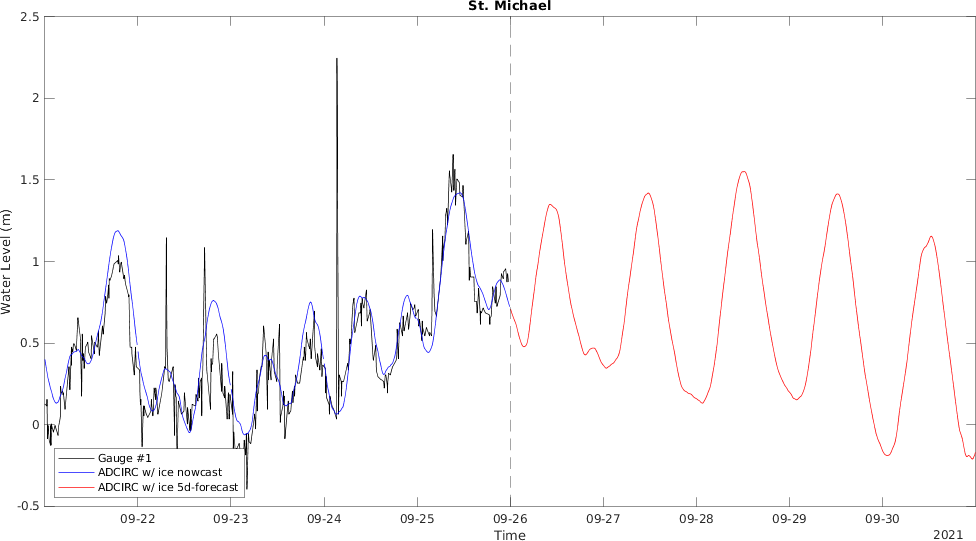 St. Michael
2.5
2
1.5
1
0.5
0
-0.5
Water Level (m)
Gauge #1
ADCIRC w/ ice nowcast
ADCIRC w/ ice 5d-forecast
09-22 09-23 09-24 09-25 09-26 09-27 09-28 09-29 09-30
Time
2021